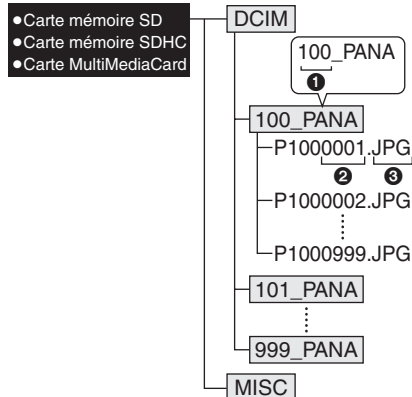 ●Carte mémoire SD
●Carte mémoire SDHC
●Carte MultiMediaCard
DCIM
100_PANA
❶
100_PANA
P1000001.JPG
❷ ❸
P1000002.JPG
P1000999.JPG
101_PANA
999_PANA
MISC